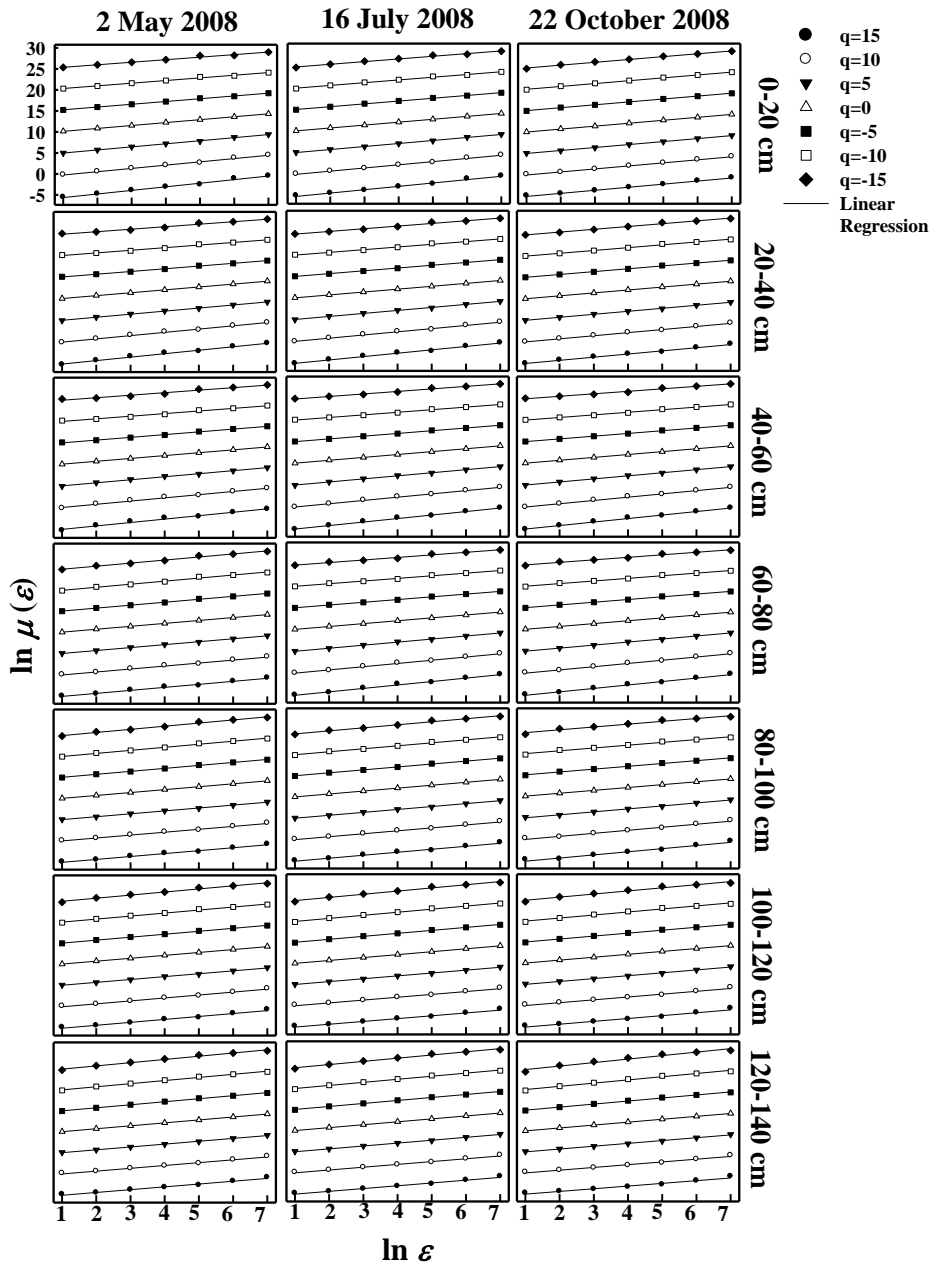 2 May 2008
16 July 2008
22 October 2008
30
25
20
15
10
5
0
-5
0-20 cm
20-40 cm
40-60 cm
60-80 cm
80-100 cm
100-120 cm
120-140 cm
q=15
q=10
q=5
q=0
q=-5
q=-10
q=-15
Linear
Regression
ln μ(ε)
1 2 3 4 5 6 7
1 2 3 4 5 6 7
1 2 3 4 5 6 7
ln ε